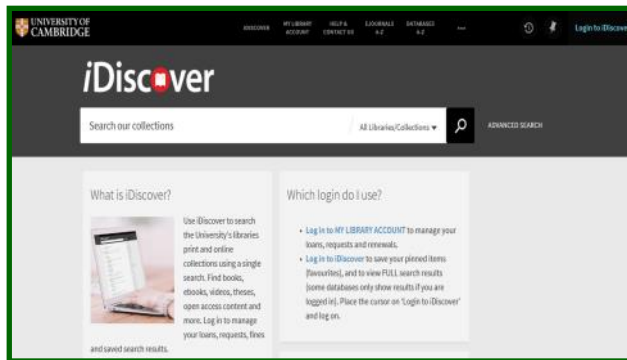 UNIVERSITY OF
CAMBRIDGE
IDISCOVER
MY LIBRARY
ACCOUNT
HELP &
CONTACT US
EJOURNALS
A-Z
DATABASES
A-Z
...
Login to iDiscover
iDiscover
Search our collections
All Libraries/Collections ▼
ADVANCED SEARCH
What is iDiscover?
Use iDiscover to search
the University's libraries
print and online
collections using a single
search. Find books,
ebooks, videos, theses,
open access content and
more. Log in to manage
your loans, requests, fines
and saved search results.
Which login do I use?
• Log in to MY LIBRARY ACCOUNT to manage your
loans, requests and renewals.
• Log in to iDiscover to save your pinned items
(favourites), and to view FULL search results
(some databases only show results if you are
logged in). Place the cursor on 'Login to iDiscover'
and log on.